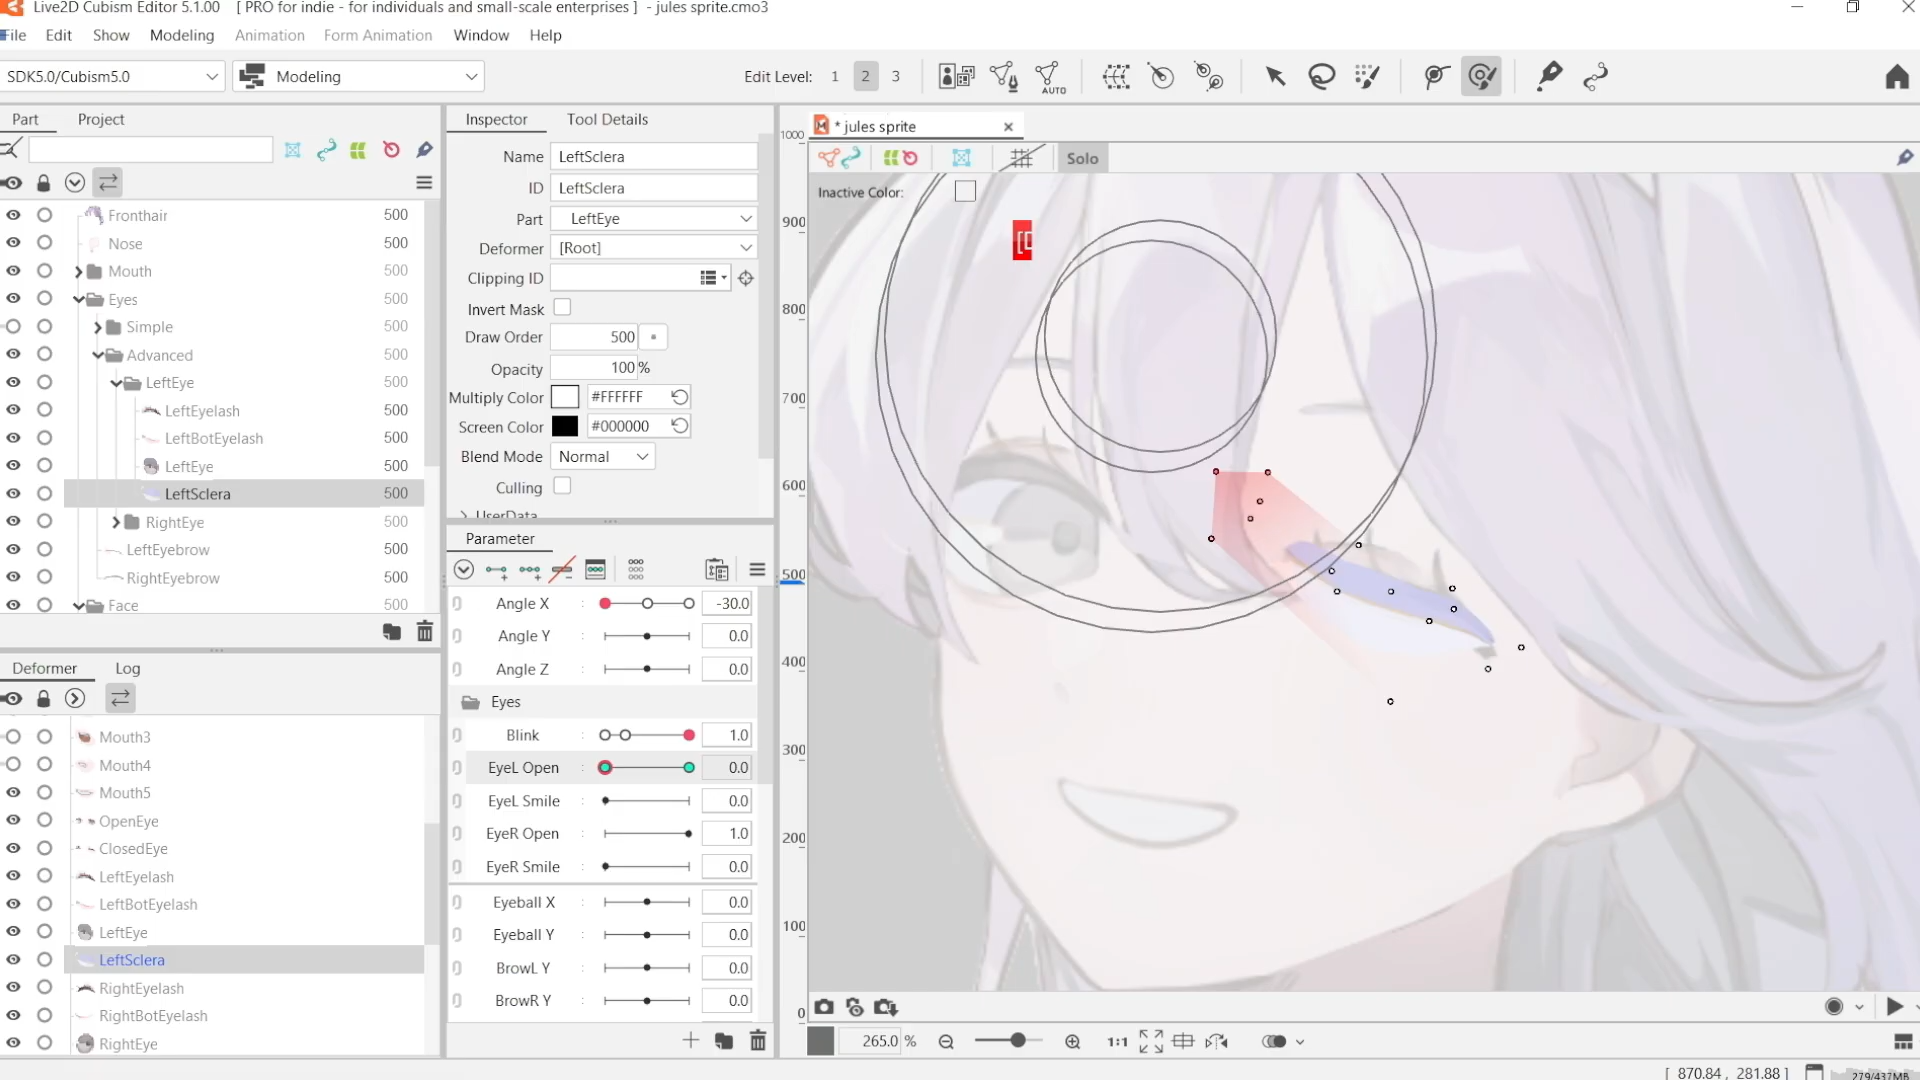 Live2D Cubism Editor 5.1.00 [ PRO for indie - for individuals and small-scale enterprises ] - jules sprite.cmo3
File Edit Show Modeling Animation Form Animation Window Help
SDK5.0/Cubism5.0
Modeling
Edit Level: 1 2 3
AUTO
Part Project
Fronthair 500
Nose 500
Mouth 500
Eyes 500
Simple 500
Advanced 500
LeftEye 500
LeftEyelash 500
LeftBotEyelash 500
LeftEye 500
LeftSclera 500
RightEye 500
LeftEyebrow 500
RightEyebrow 500
Face 500
Deformer Log
Mouth3
Mouth4
Mouth5
OpenEye
ClosedEye
LeftEyelash
LeftBotEyelash
LeftEye
LeftSclera
RightEyelash
RightBotEyelash
RightEye
Inspector Tool Details
Name LeftSclera
ID LeftSclera
Part LeftEye
Deformer [Root]
Clipping ID
Invert Mask
Draw Order 500
Opacity 100 %
Multiply Color #FFFFFF
Screen Color #000000
Blend Mode Normal
Culling
UserData
Parameter
Angle X : -30.0
Angle Y : 0.0
Angle Z : 0.0
Eyes
Blink : 1.0
EyeL Open : 0.0
EyeL Smile : 0.0
EyeR Open : 1.0
EyeR Smile : 0.0
Eyeball X : 0.0
Eyeball Y : 0.0
BrowL Y : 0.0
BrowR Y : 0.0
* jules sprite
Solo
Inactive Color:
1000
900
800
700
600
500
400
300
200
100
0
265.0 %
1:1
[ 870.84, 281.88 ]
279/437MB